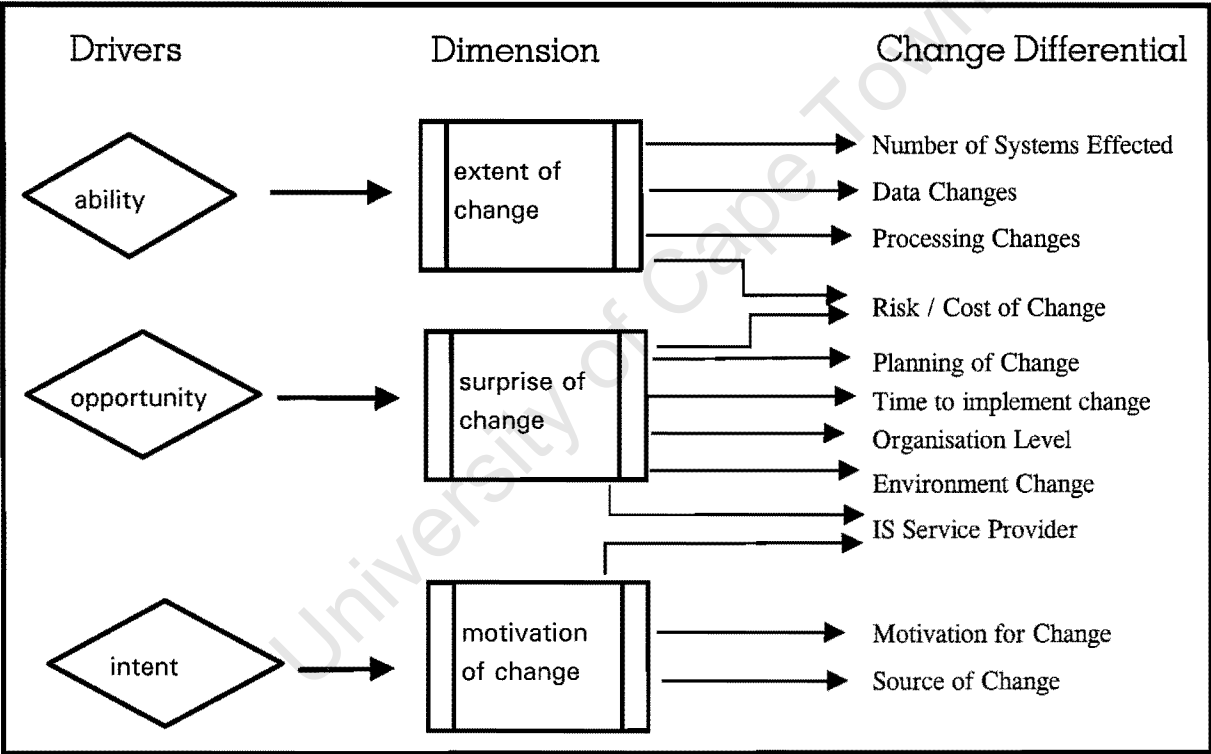 Drivers
Dimension
Change Differential
ability
extent of
change
Number of Systems Effected
Data Changes
Processing Changes
Risk / Cost of Change
opportunity
surprise of
change
Planning of Change
Time to implement change
Organisation Level
Environment Change
IS Service Provider
intent
motivation
of change
Motivation for Change
Source of Change
University of Cape Town